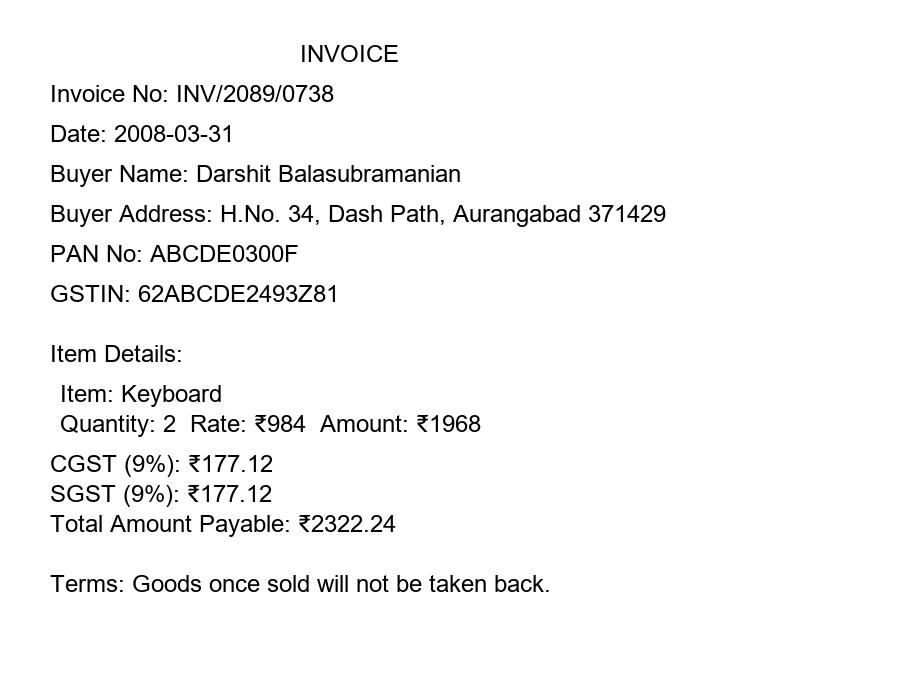 INVOICE
Invoice No: INV/2089/0738
Date: 2008-03-31
Buyer Name: Darshit Balasubramanian
Buyer Address: H.No. 34, Dash Path, Aurangabad 371429
PAN No: ABCDE0300F
GSTIN: 62ABCDE2493Z81
Item Details:
Item: Keyboard
Quantity: 2  Rate: ₹984  Amount: ₹1968
CGST (9%): ₹177.12
SGST (9%): ₹177.12
Total Amount Payable: ₹2322.24
Terms: Goods once sold will not be taken back.